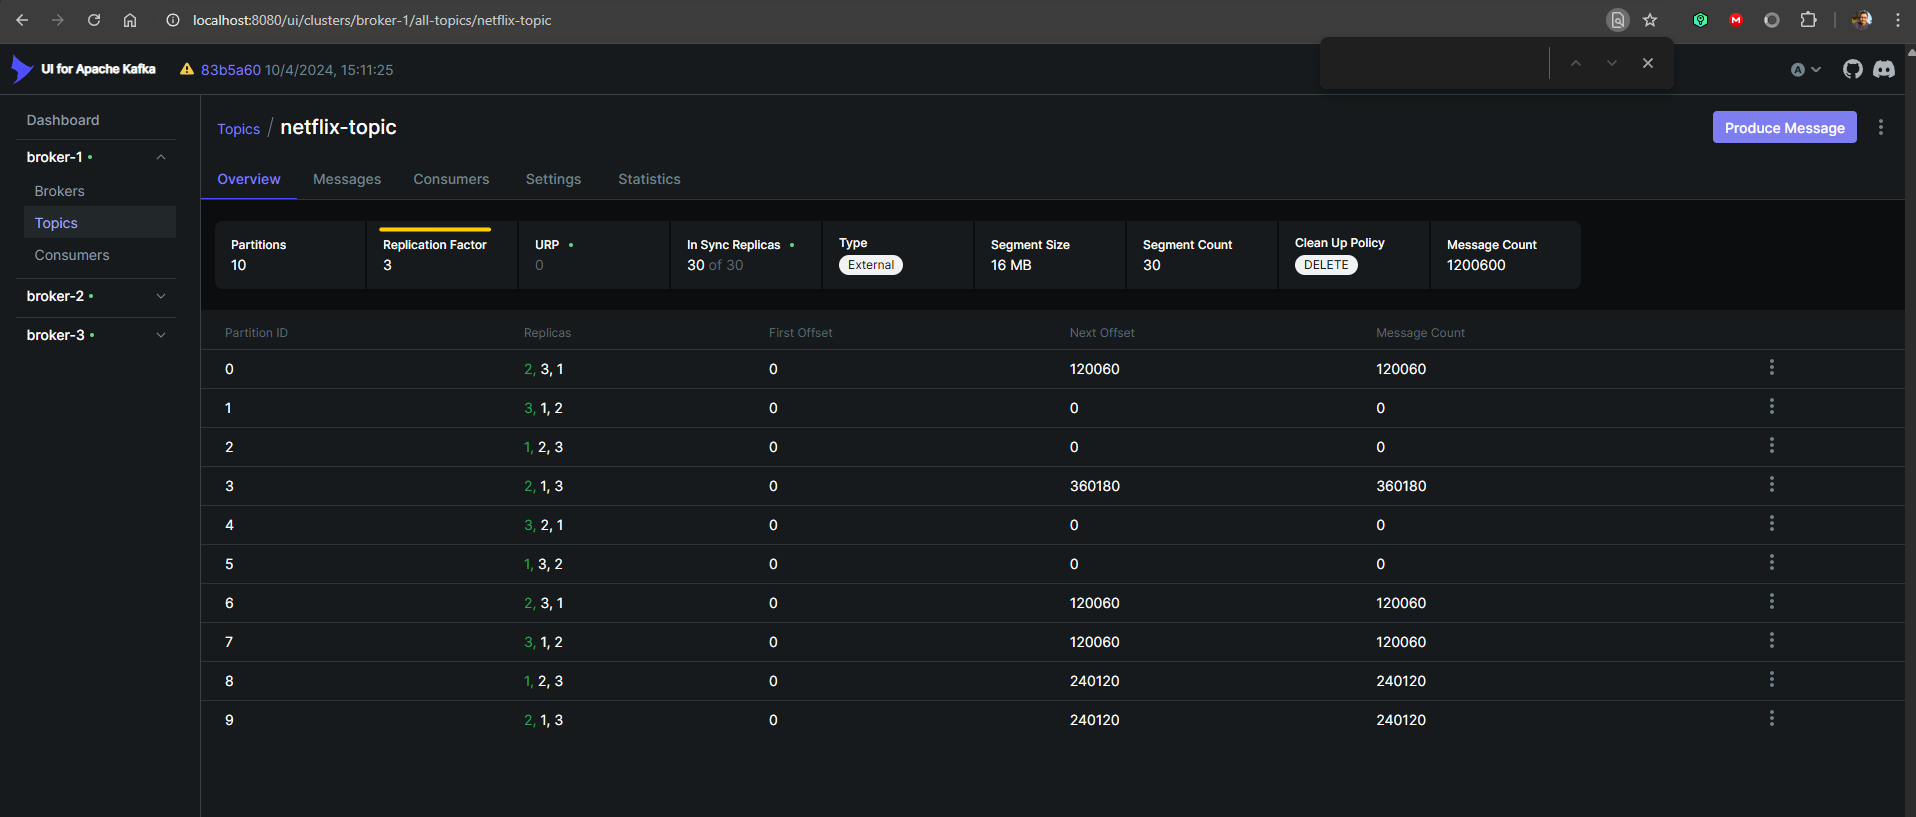 localhost:8080/ui/clusters/broker-1/all-topics/netflix-topic
UI for Apache Kafka 83b5a60 10/4/2024, 15:11:25 A
Dashboard
broker-1
Brokers
Topics
Consumers
broker-2
broker-3
Topics / netflix-topic Produce Message
Overview Messages Consumers Settings Statistics
Partitions Replication Factor URP In Sync Replicas Type Segment Size Segment Count Clean Up Policy Message Count
10 3 0 30 of 30 External 16 MB 30 DELETE 1200600
Partition ID Replicas First Offset Next Offset Message Count
0 2, 3, 1 0 120060 120060
1 3, 1, 2 0 0 0
2 1, 2, 3 0 0 0
3 2, 1, 3 0 360180 360180
4 3, 2, 1 0 0 0
5 1, 3, 2 0 0 0
6 2, 3, 1 0 120060 120060
7 3, 1, 2 0 120060 120060
8 1, 2, 3 0 240120 240120
9 2, 1, 3 0 240120 240120